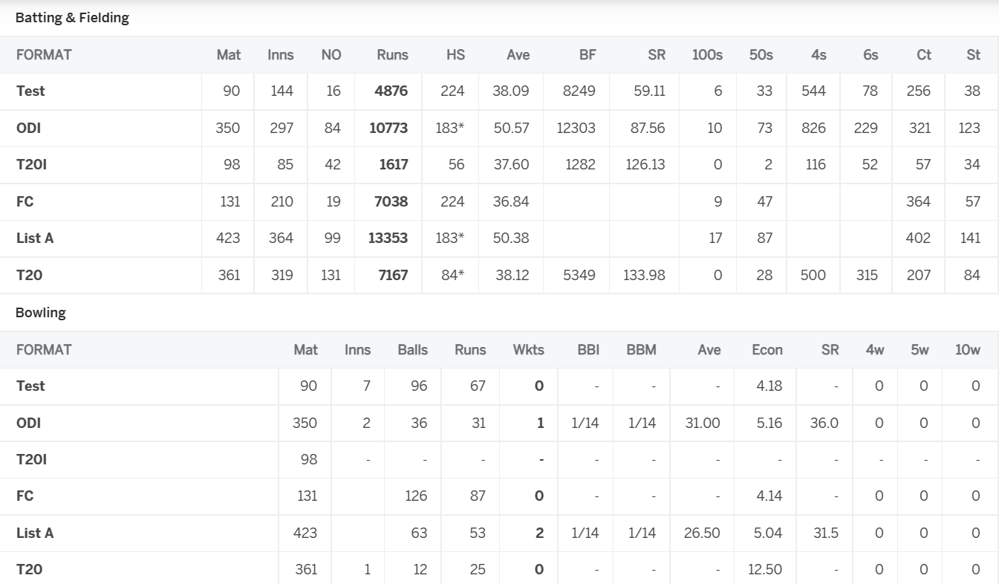 Batting & Fielding
FORMAT Mat Inns NO Runs HS Ave BF SR 100s 50s 4s 6s Ct St
Test 90 144 16 4876 224 38.09 8249 59.11 6 33 544 78 256 38
ODI 350 297 84 10773 183* 50.57 12303 87.56 10 73 826 229 321 123
T20I 98 85 42 1617 56 37.60 1282 126.13 0 2 116 52 57 34
FC 131 210 19 7038 224 36.84 9 47 364 57
List A 423 364 99 13353 183* 50.38 17 87 402 141
T20 361 319 131 7167 84* 38.12 5349 133.98 0 28 500 315 207 84
Bowling
FORMAT Mat Inns Balls Runs Wkts BBI BBM Ave Econ SR 4w 5w 10w
Test 90 7 96 67 0 - - - 4.18 - 0 0 0
ODI 350 2 36 31 1 1/14 1/14 31.00 5.16 36.0 0 0 0
T20I 98 - - - - - - - - - - - -
FC 131 126 87 0 - - - 4.14 - 0 0 0
List A 423 63 53 2 1/14 1/14 26.50 5.04 31.5 0 0 0
T20 361 1 12 25 0 - - - 12.50 - 0 0 0